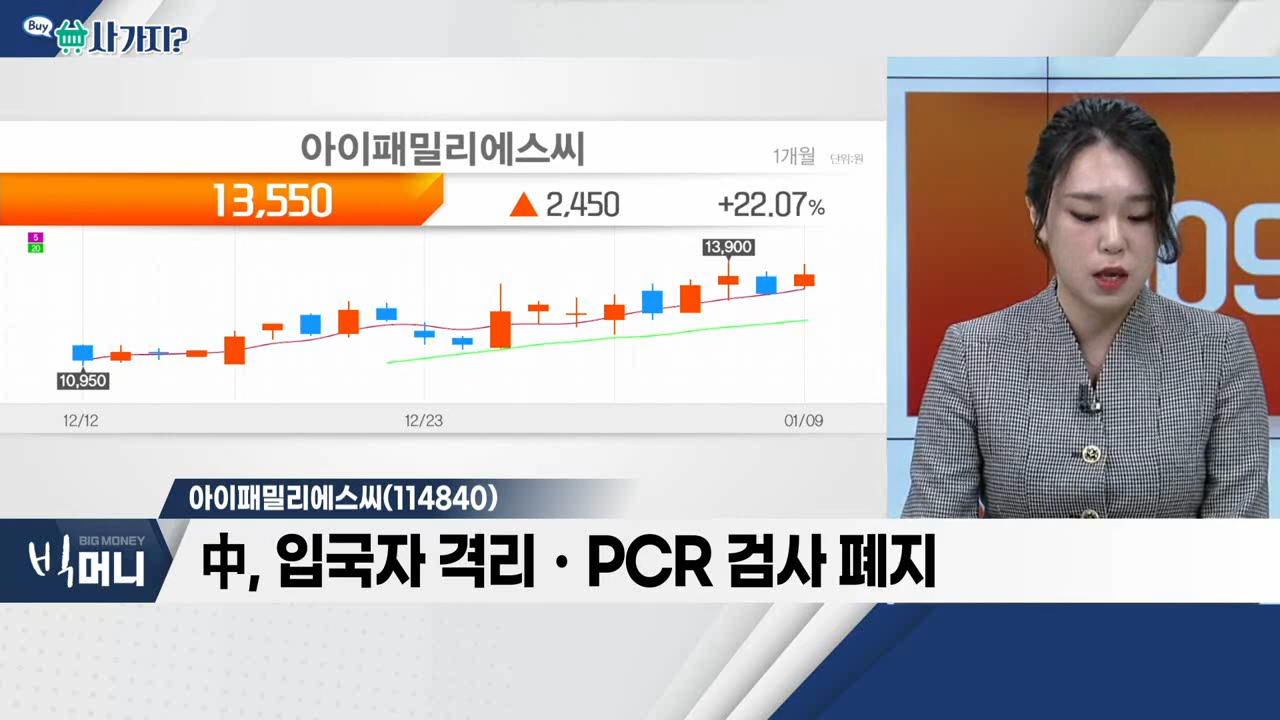 Buy
사가지?
아이패밀리에스씨
1개월 단위:원
13,550 ▲ 2,450 +22.07%
5
20
13,900
10,950
12/12 12/23 01/09
09
아이패밀리에스씨(114840)
BIG MONEY
빅머니
中, 입국자 격리 · PCR 검사 폐지